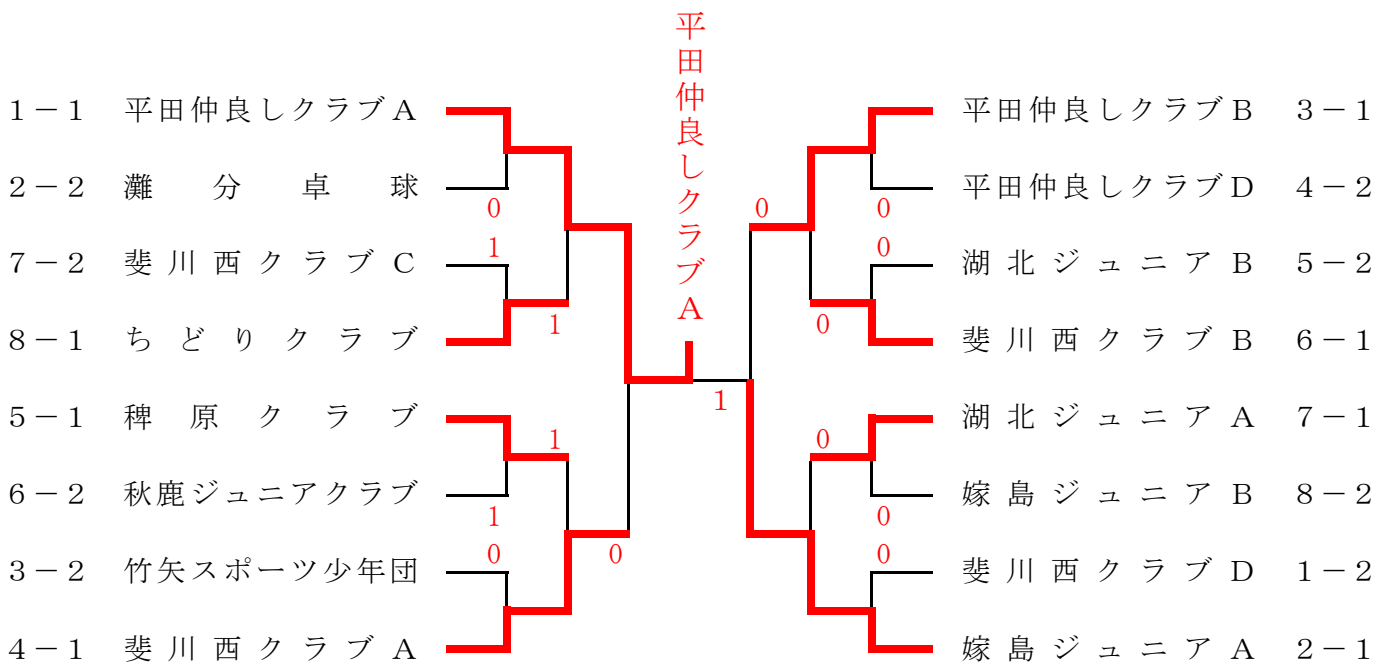 平田仲良しクラブA
1－1 平田仲良しクラブA
2－2 灘分卓球
0
7－2 斐川西クラブC
1
8－1 ちどりクラブ
1
5－1 稗原クラブ
1
6－2 秋鹿ジュニアクラブ
1
3－2 竹矢スポーツ少年団
0
0
4－1 斐川西クラブA
1
平田仲良しクラブB 3－1
平田仲良しクラブD 4－2
0
0
湖北ジュニアB 5－2
0
斐川西クラブB 6－1
0
湖北ジュニアA 7－1
0
嫁島ジュニアB 8－2
0
斐川西クラブD 1－2
0
嫁島ジュニアA 2－1